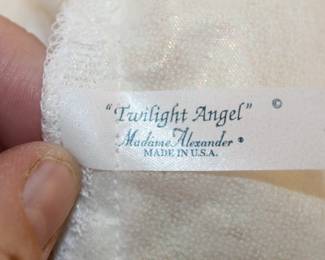 "Twilight Angel" ©
Madame Alexander ®
MADE IN U.S.A.